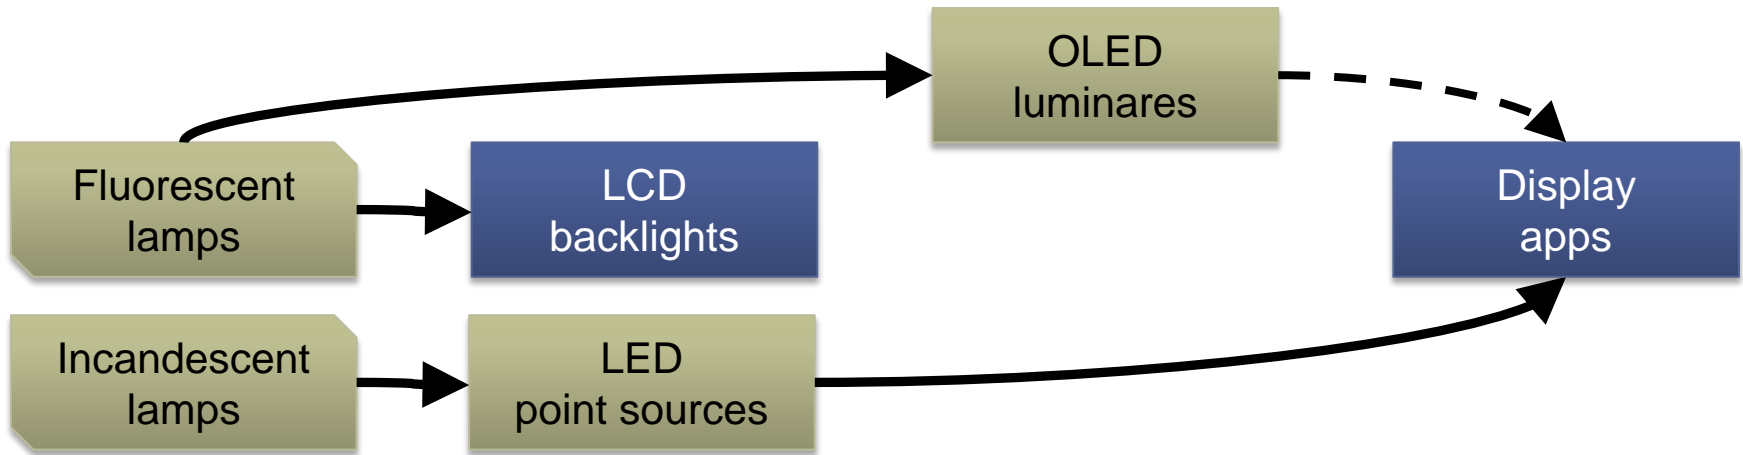 OLED
luminares
Fluorescent
lamps
LCD
backlights
Display
apps
Incandescent
lamps
LED
point sources